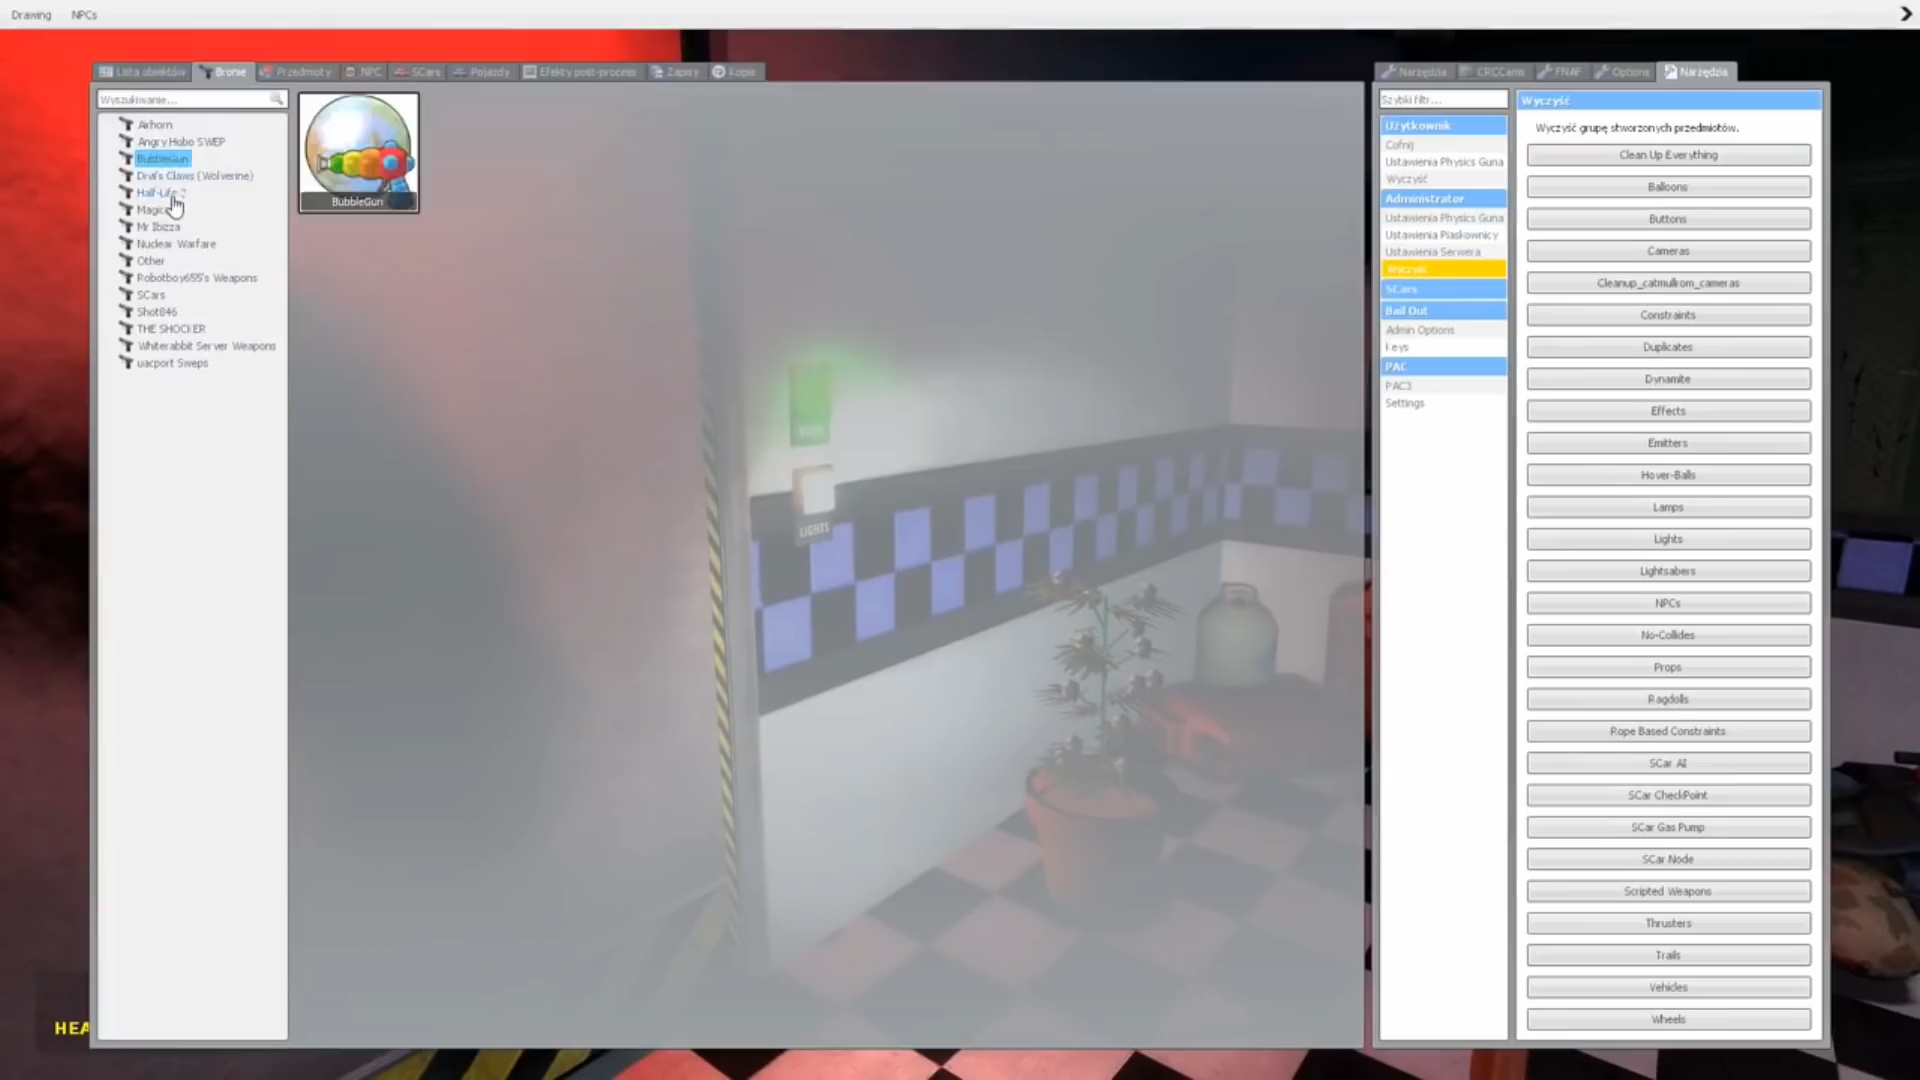 Drawing NPCs
Lista obiektów Bronie Przedmioty NPC SCars Pojazdy Efekty post-process Zapisy Kopie
Wyszukiwanie...
Airhorn
Angry Hobo SWEP
BubbleGun
Drvl's Claws (Wolverine)
Half-Life 2
Magic
Mr Ibizza
Nuclear Warfare
Other
Robotboy655's Weapons
SCars
Shot846
THE SHOCKER
Whiterabbit Server Weapons
uacport Sweps
BubbleGun
LIGHTS
HEA
Narzędzia CRCCams FNAF Options Narzędzia
Szybki filtr...
Użytkownik
Cofnij
Ustawienia Physics Guna
Wyczyść
Administrator
Ustawienia Physics Guna
Ustawienia Piaskownicy
Ustawienia Serwera
Wyczyść
SCars
Bail Out
Admin Options
Keys
PAC
PAC3
Settings
Wyczyść
Wyczyść grupę stworzonych przedmiotów.
Clean Up Everything
Balloons
Buttons
Cameras
Cleanup_catmullrom_cameras
Constraints
Duplicates
Dynamite
Effects
Emitters
Hover-Balls
Lamps
Lights
Lightsabers
NPCs
No-Collides
Props
Ragdolls
Rope Based Constraints
SCar AI
SCar CheckPoint
SCar Gas Pump
SCar Node
Scripted Weapons
Thrusters
Trails
Vehicles
Wheels